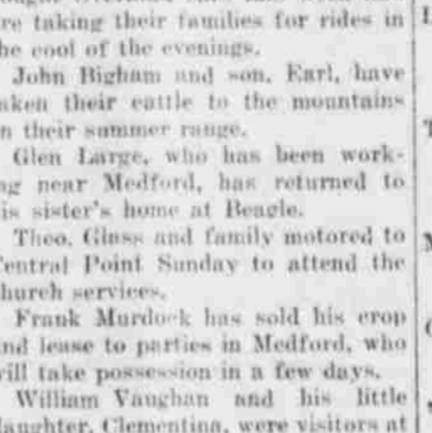 re taking their families for rides in
he cool of the evenings.
John Bigham and son, Earl, have
aken their cattle to the mountains
n their summer range.
Glen Large, who has been work-
ng near Medford, has returned to
is sister's home at Beagle.
Theo. Glass and family motored to
entral Point Sunday to attend the
hurch services.
Frank Murdock has sold his crop
nd lease to parties in Medford, who
ill take possession in a few days.
William Vaughan and his little
aughter, Clementina, were visitors at